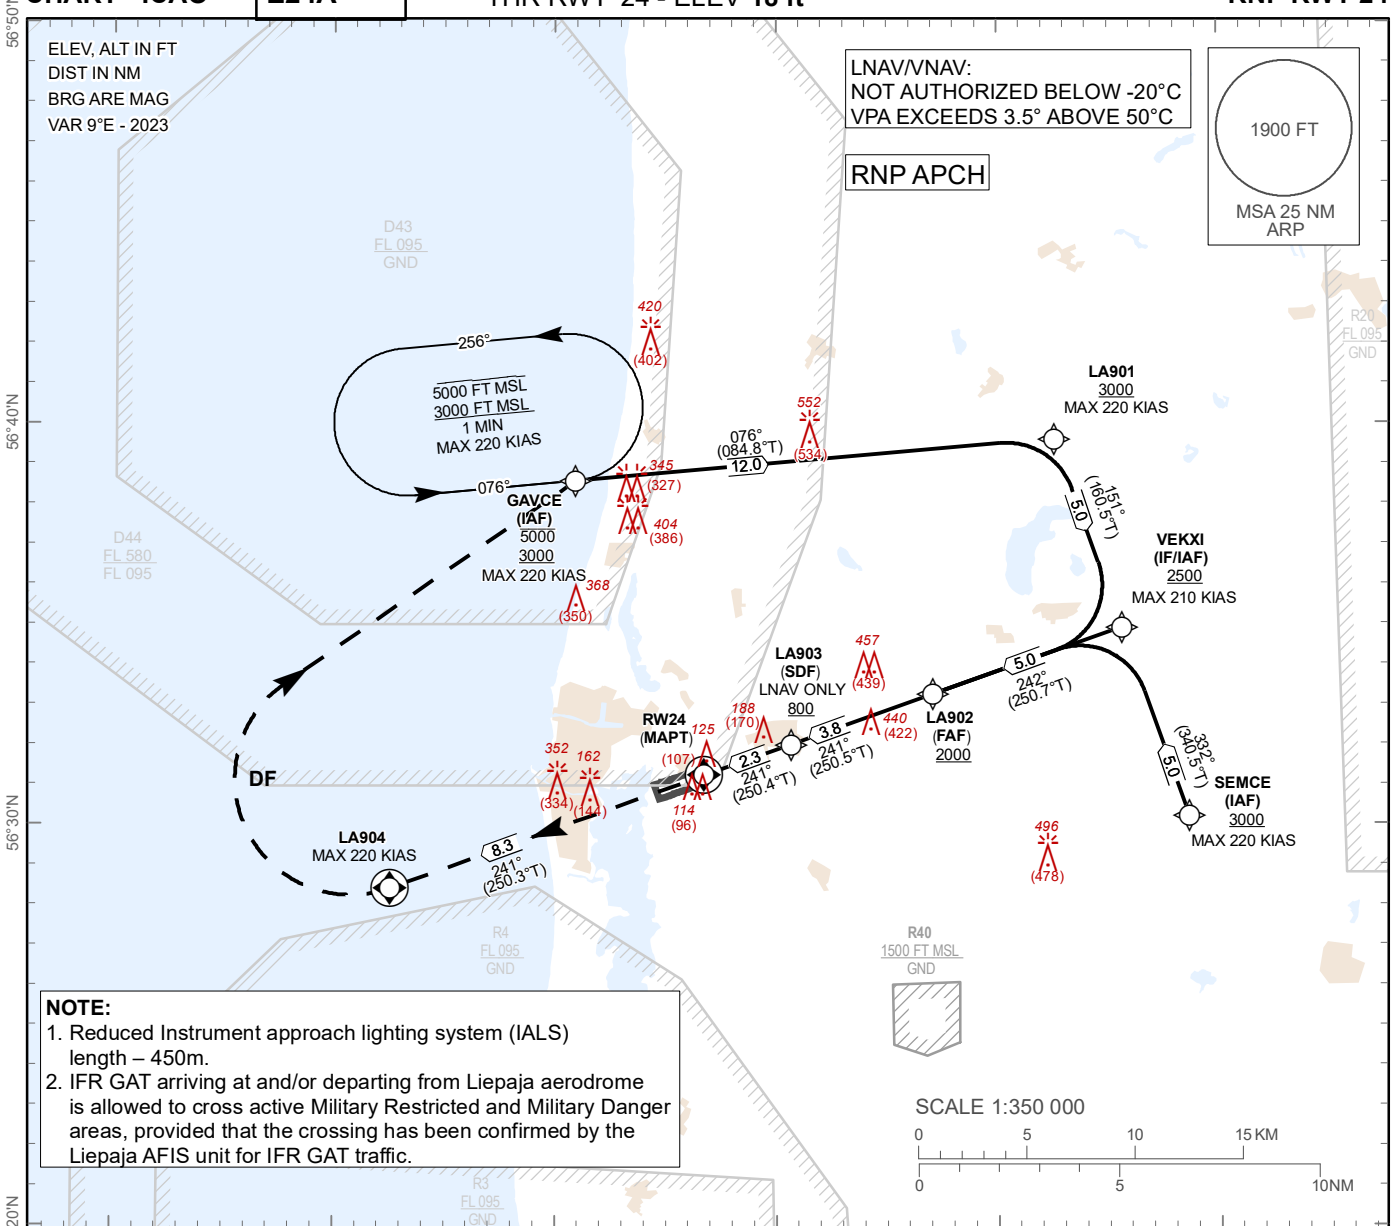 CHART - ICAO
THR RWY 24 - ELEV 18 ft
RNP RWY 24
56°50'N
ELEV, ALT IN FT
DIST IN NM
BRG ARE MAG
VAR 9°E - 2023
LNAV/VNAV:
NOT AUTHORIZED BELOW -20°C
VPA EXCEEDS 3.5° ABOVE 50°C
RNP APCH
1900 FT
MSA 25 NM
ARP
D43
FL 095
GND
R20
FL 095
GND
420
(402)
256°
5000 FT MSL
3000 FT MSL
1 MIN
MAX 220 KIAS
076°
GAVCE
(IAF)
5000
3000
MAX 220 KIAS
56°40'N
552
(534)
076°
(084.8°T)
12.0
LA901
3000
MAX 220 KIAS
345
(327)
404
(386)
151°
(160.5°T)
5.0
D44
FL 580
FL 095
VEKXI
(IF/IAF)
2500
MAX 210 KIAS
368
(350)
457
(439)
LA903
(SDF)
LNAV ONLY
800
5.0
242°
(250.7°T)
188
(170)
RW24
(MAPT)
125
(107)
440
(422)
LA902
(FAF)
2000
3.8
241°
(250.5°T)
2.3
241°
(250.4°T)
332°
(340.5°T)
5.0
352
(334)
162
(144)
114
(96)
DF
SEMCE
(IAF)
3000
MAX 220 KIAS
56°30'N
LA904
MAX 220 KIAS
8.3
241°
(250.3°T)
496
(478)
R4
FL 095
GND
R40
1500 FT MSL
GND
NOTE:
1. Reduced Instrument approach lighting system (IALS)
length – 450m.
2. IFR GAT arriving at and/or departing from Liepaja aerodrome
is allowed to cross active Military Restricted and Military Danger
areas, provided that the crossing has been confirmed by the
Liepaja AFIS unit for IFR GAT traffic.
SCALE 1:350 000
0 5 10 15 KM
0 5 10NM
R3
FL 095
GND
20'N